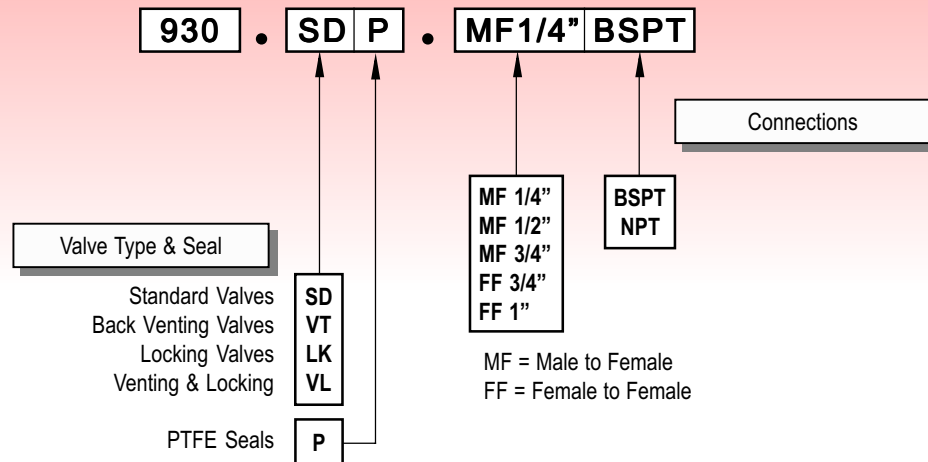 930 . SD P . MF1/4” BSPT
Connections
MF 1/4” BSPT
MF 1/2” NPT
MF 3/4”
FF 3/4”
FF 1”
MF = Male to Female
FF = Female to Female
Valve Type & Seal
Standard Valves SD
Back Venting Valves VT
Locking Valves LK
Venting & Locking VL
PTFE Seals P